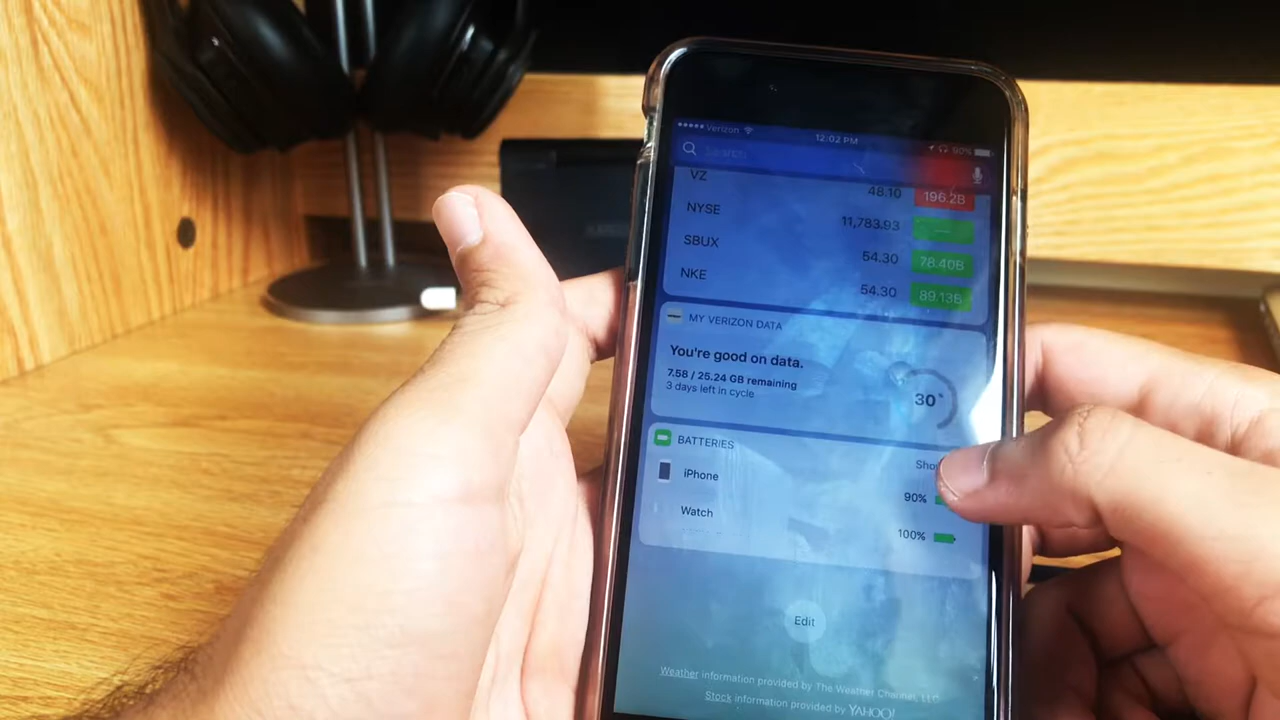 Verizon 12:02 PM 90%
Search
VZ 48.10 196.2B
NYSE 11,783.93
SBUX 54.30 78.40B
NKE 54.30 89.13B
MY VERIZON DATA
You're good on data.
7.58 / 25.24 GB remaining
3 days left in cycle
30%
BATTERIES
Sho
iPhone 90%
Watch 100%
Edit
Weather information provided by The Weather Channel, LLC
Stock information provided by YAHOO!